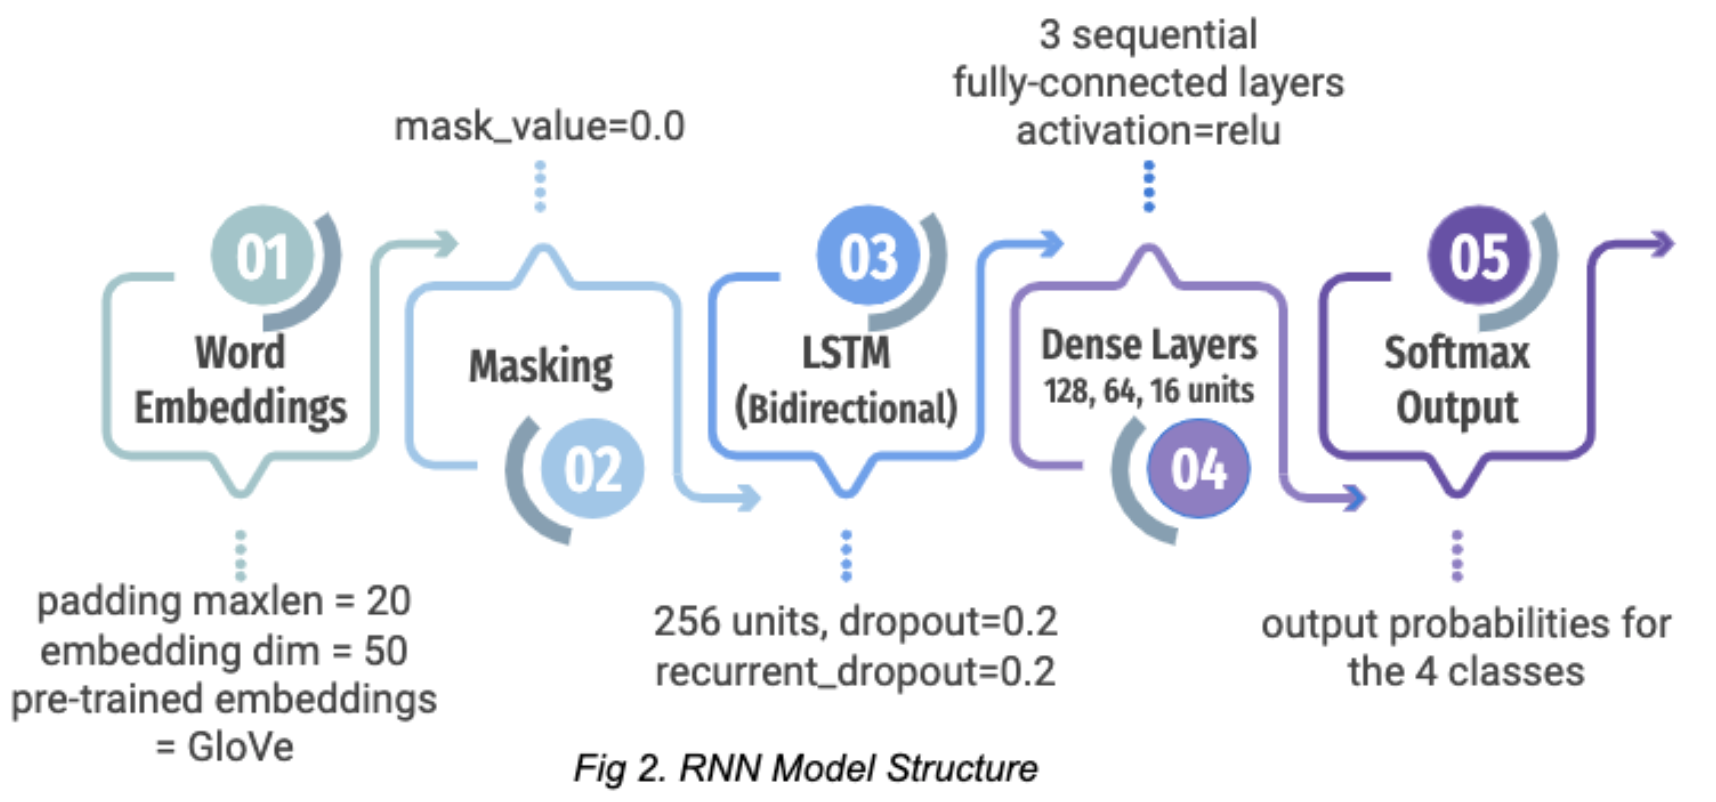 3 sequential
fully-connected layers
activation=relu
mask_value=0.0
01
Word
Embeddings
padding maxlen = 20
embedding dim = 50
pre-trained embeddings
= GloVe
Masking
02
03
LSTM
(Bidirectional)
256 units, dropout=0.2
recurrent_dropout=0.2
Dense Layers
128, 64, 16 units
04
05
Softmax
Output
output probabilities for
the 4 classes
Fig 2. RNN Model Structure